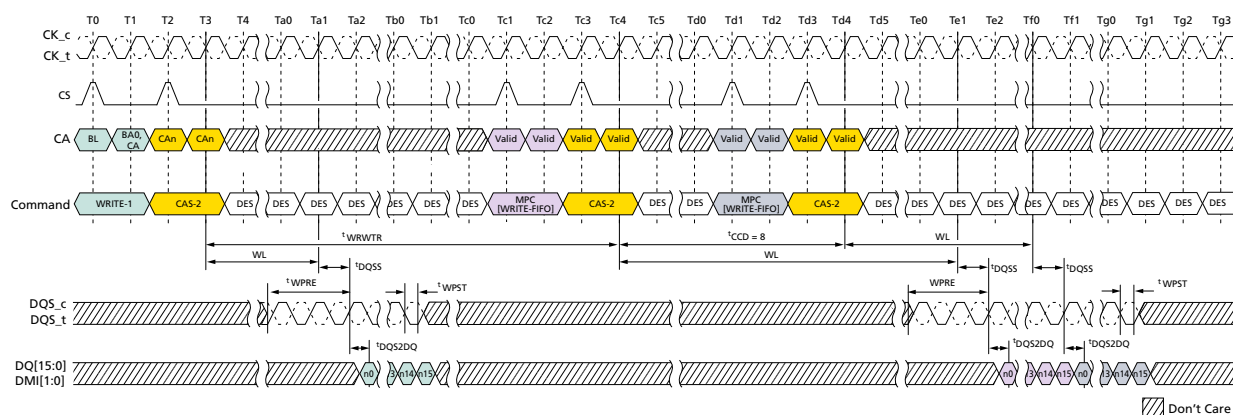 T0 T1 T2 T3 T4 Ta0 Ta1 Ta2 Tb0 Tb1 Tc0 Tc1 Tc2 Tc3 Tc4 Tc5 Td0 Td1 Td2 Td3 Td4 Td5 Te0 Te1 Te2 Tf0 Tf1 Tg0 Tg1 Tg2 Tg3
CK_c
CK_t
CS
CA BL BA0, CA CAn CAn Valid Valid Valid Valid Valid Valid Valid Valid
Command WRITE-1 CAS-2 DES DES DES DES DES DES DES MPC [WRITE-FIFO] CAS-2 DES DES MPC [WRITE-FIFO] CAS-2 DES DES DES DES DES DES DES DES DES DES
tWRWTR tCCD = 8 WL
WL WL
tDQSS tDQSS tDQSS
tWPRE tWPST WPRE tWPST
DQS_c
DQS_t
tDQS2DQ tDQS2DQ tDQS2DQ
DQ[15:0]
DMI[1:0]
n0 3 n14 n15 n0 3 n14 n15 n0 3 n14 n15
Don't Care